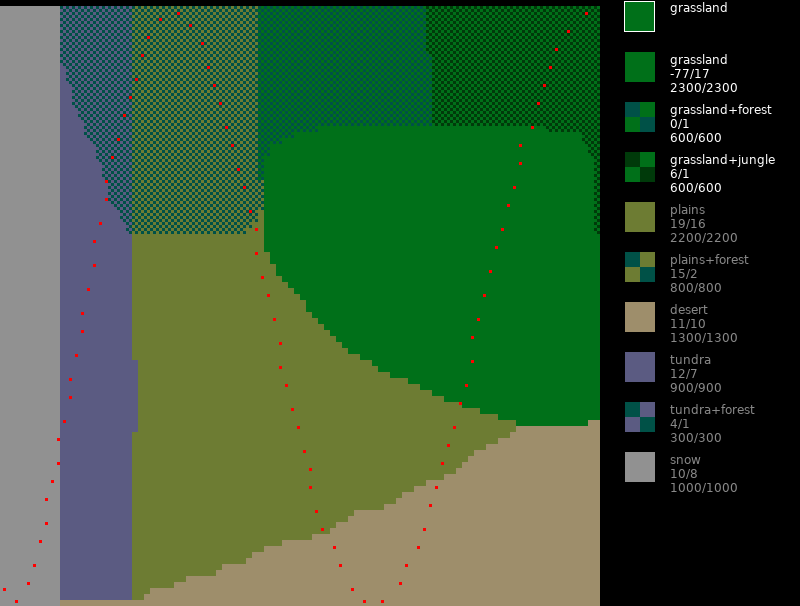 grassland
grassland
-77/17
2300/2300
grassland+forest
0/1
600/600
grassland+jungle
6/1
600/600
plains
19/16
2200/2200
plains+forest
15/2
800/800
desert
11/10
1300/1300
tundra
12/7
900/900
tundra+forest
4/1
300/300
snow
10/8
1000/1000